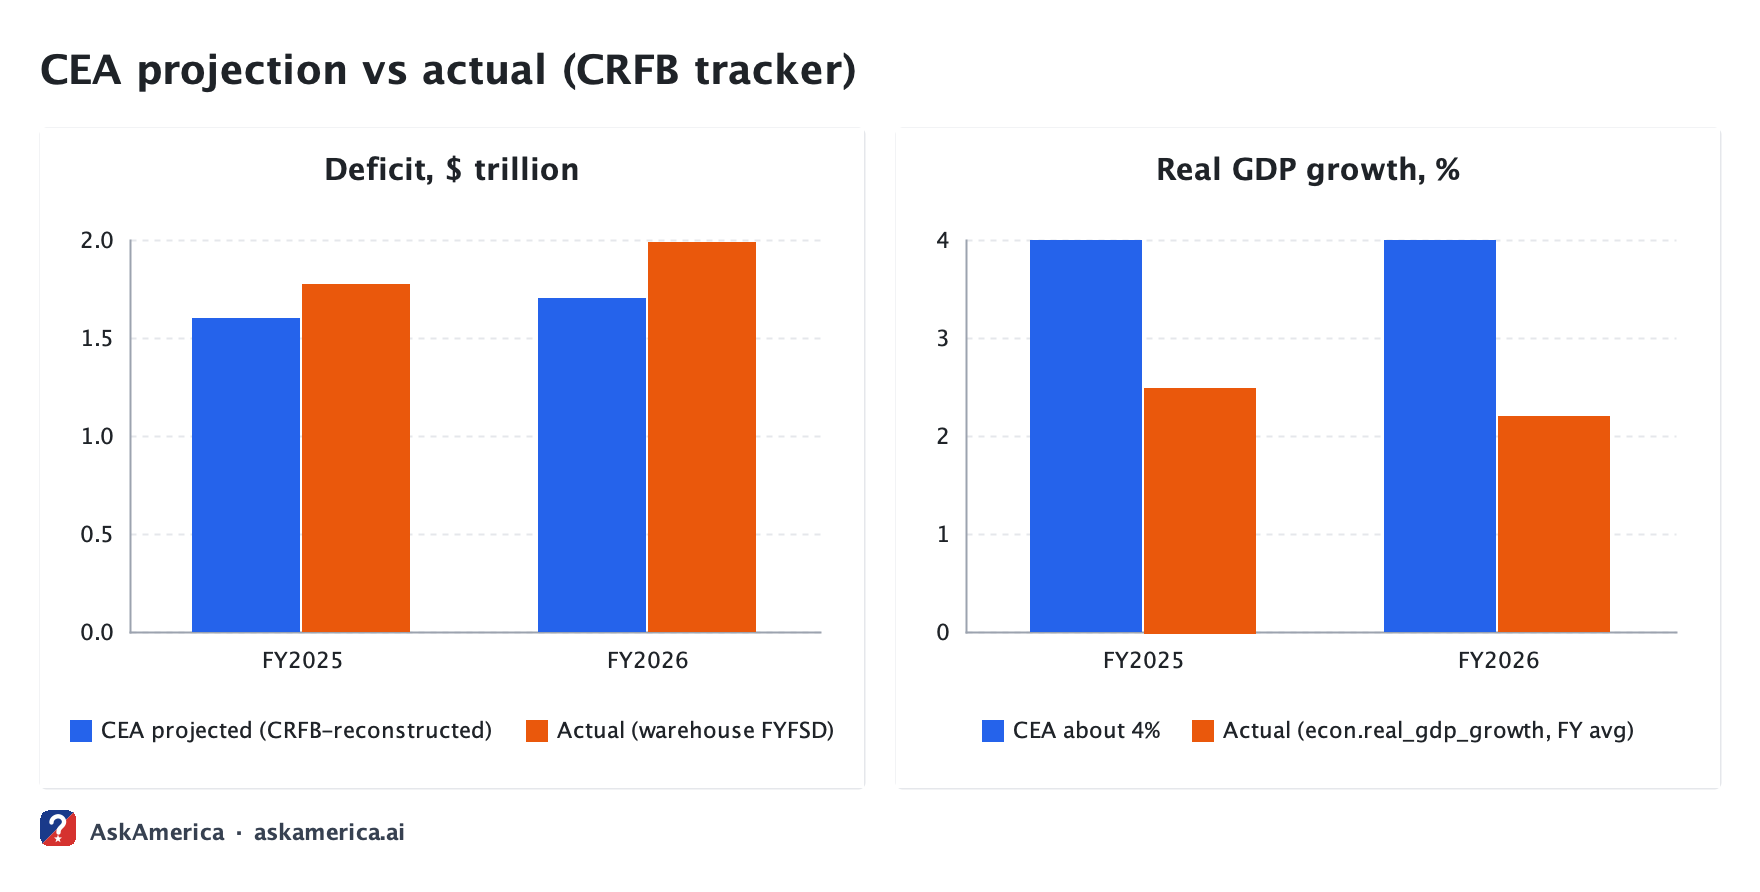 CEA projection vs actual (CRFB tracker)
Deficit, $ trillion
2.0
1.5
1.0
0.5
0.0
FY2025
FY2026
CEA projected (CRFB-reconstructed)
Actual (warehouse FYFSD)
Real GDP growth, %
4
3
2
1
0
FY2025
FY2026
CEA about 4%
Actual (econ.real_gdp_growth, FY avg)
?
AskAmerica · askamerica.ai